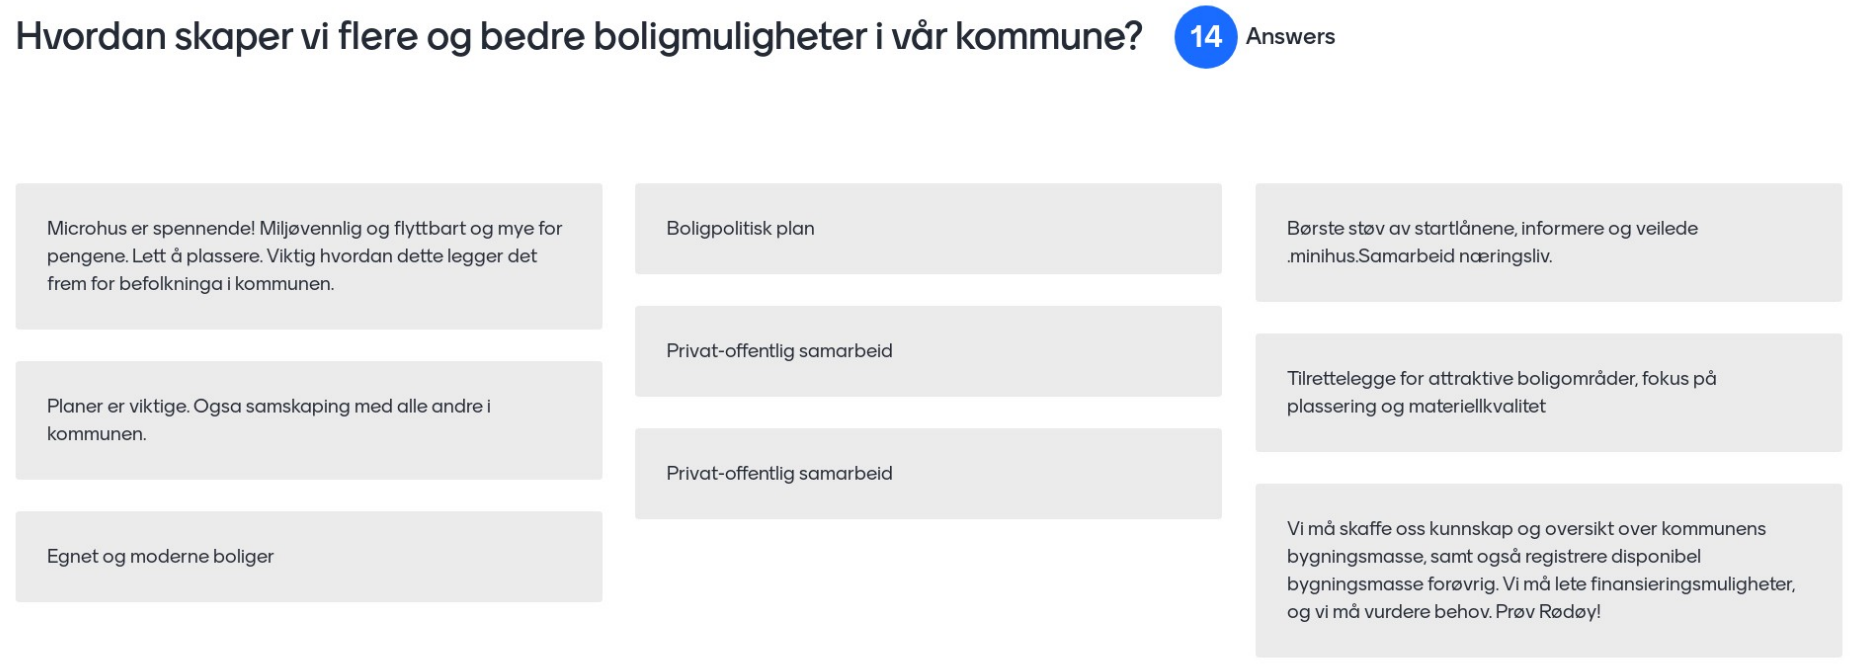 Hvordan skaper vi flere og bedre boligmuligheter i vår kommune?
14 Answers
Microhus er spennende! Miljøvennlig og flyttbart og mye for
pengene. Lett å plassere. Viktig hvordan dette legger det
frem for befolkninga i kommunen.
Planer er viktige. Ogsa samskaping med alle andre i
kommunen.
Egnet og moderne boliger
Boligpolitisk plan
Privat-offentlig samarbeid
Privat-offentlig samarbeid
Børste støv av startlånene, informere og veilede
.minihus.Samarbeid næringsliv.
Tilrettelegge for attraktive boligområder, fokus på
plassering og materiellkvalitet
Vi må skaffe oss kunnskap og oversikt over kommunens
bygningsmasse, samt også registrere disponibel
bygningsmasse forøvrig. Vi må lete finansieringsmuligheter,
og vi må vurdere behov. Prøv Rødøy!